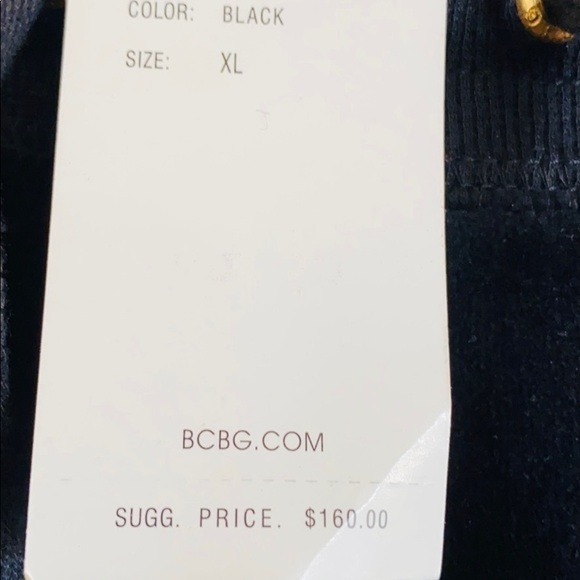 COLOR: BLACK
SIZE: XL
BCBG.COM
SUGG. PRICE. $160.00